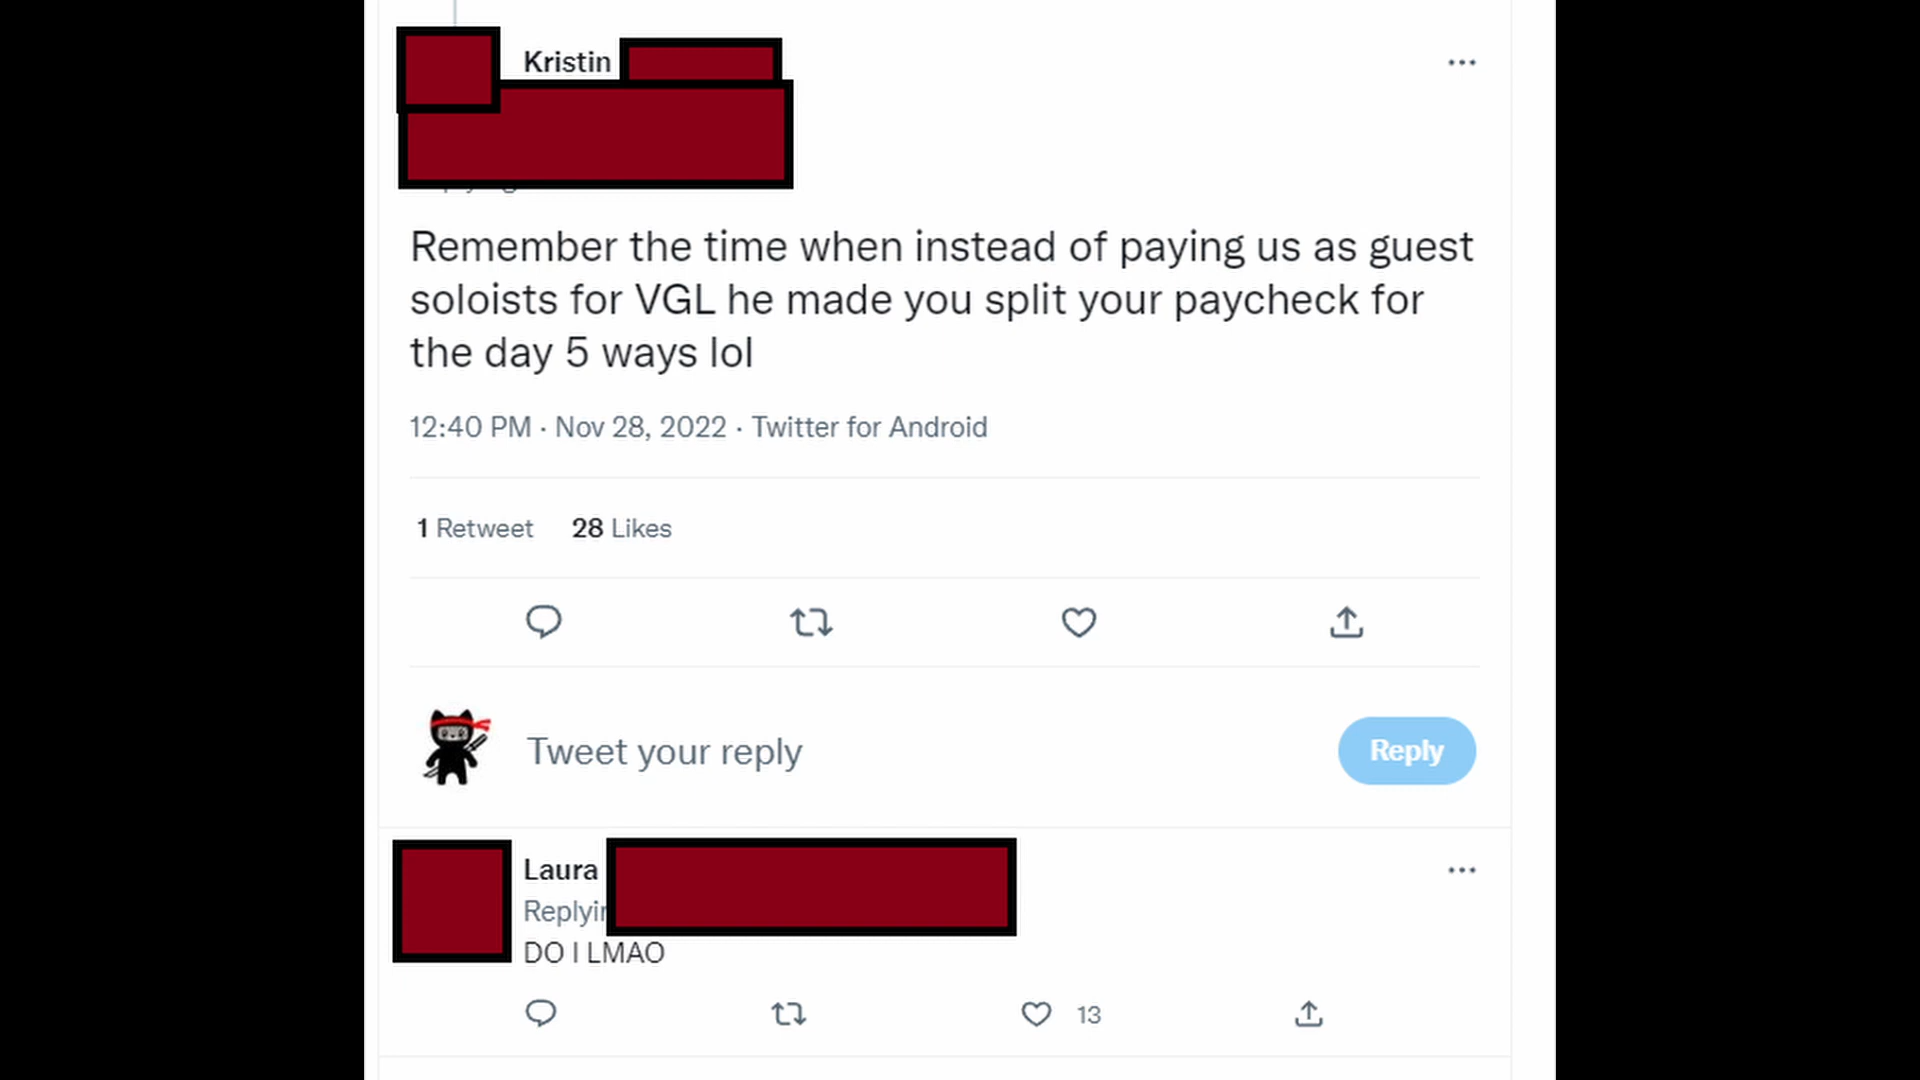 Kristin
Remember the time when instead of paying us as guest
soloists for VGL he made you split your paycheck for
the day 5 ways lol
12:40 PM · Nov 28, 2022 · Twitter for Android
1 Retweet 28 Likes
Tweet your reply
Reply
Laura
DO I LMAO
13